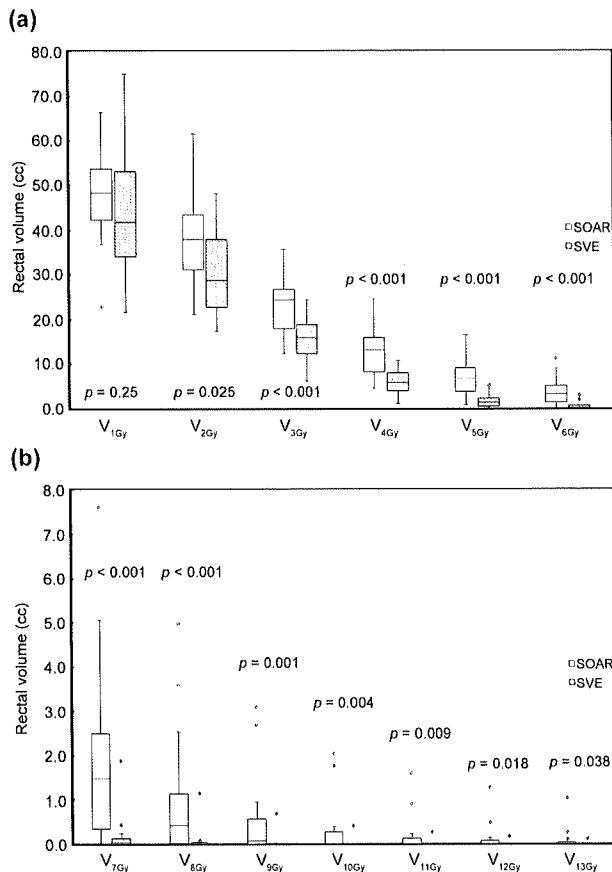 (a)
80.0
70.0
60.0
50.0
40.0
30.0
20.0
10.0
0.0
Rectal volume (cc)
SOAR
SVE
p < 0.001 p < 0.001 p < 0.001
p = 0.25 p = 0.025 p < 0.001
V1Gy V2Gy V3Gy V4Gy V5Gy V6Gy
(b)
8.0
7.0
6.0
5.0
4.0
3.0
2.0
1.0
0.0
Rectal volume (cc)
p < 0.001 p < 0.001
p = 0.001
SOAR
SVE
p = 0.004
p = 0.009
p = 0.018 p = 0.038
V7Gy V8Gy V9Gy V10Gy V11Gy V12Gy V13Gy